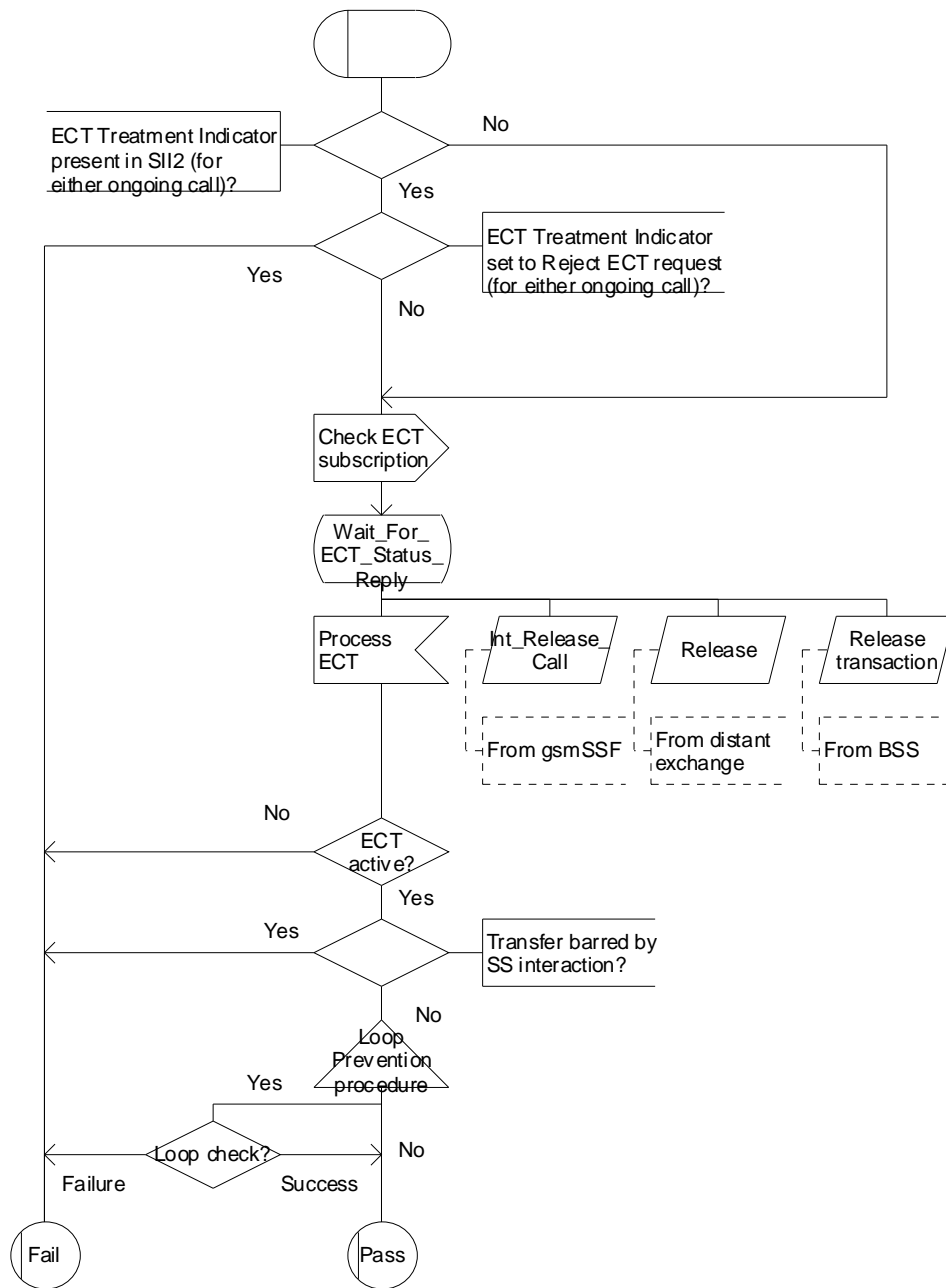 No
ECT Treatment Indicator
present in SII2 (for
either ongoing call)?
Yes
ECT Treatment Indicator
set to Reject ECT request
(for either ongoing call)?
Yes
No
Check ECT
subscription
Wait_For_
ECT_Status_
Reply
Process
ECT
Int_Release_
Call
Release
Release
transaction
From gsmSSF
From distant
exchange
From BSS
No
ECT
active?
Yes
Yes
Transfer barred by
SS interaction?
No
Loop
Prevention
procedure
Yes
Loop check?
No
Failure
Success
Fail
Pass